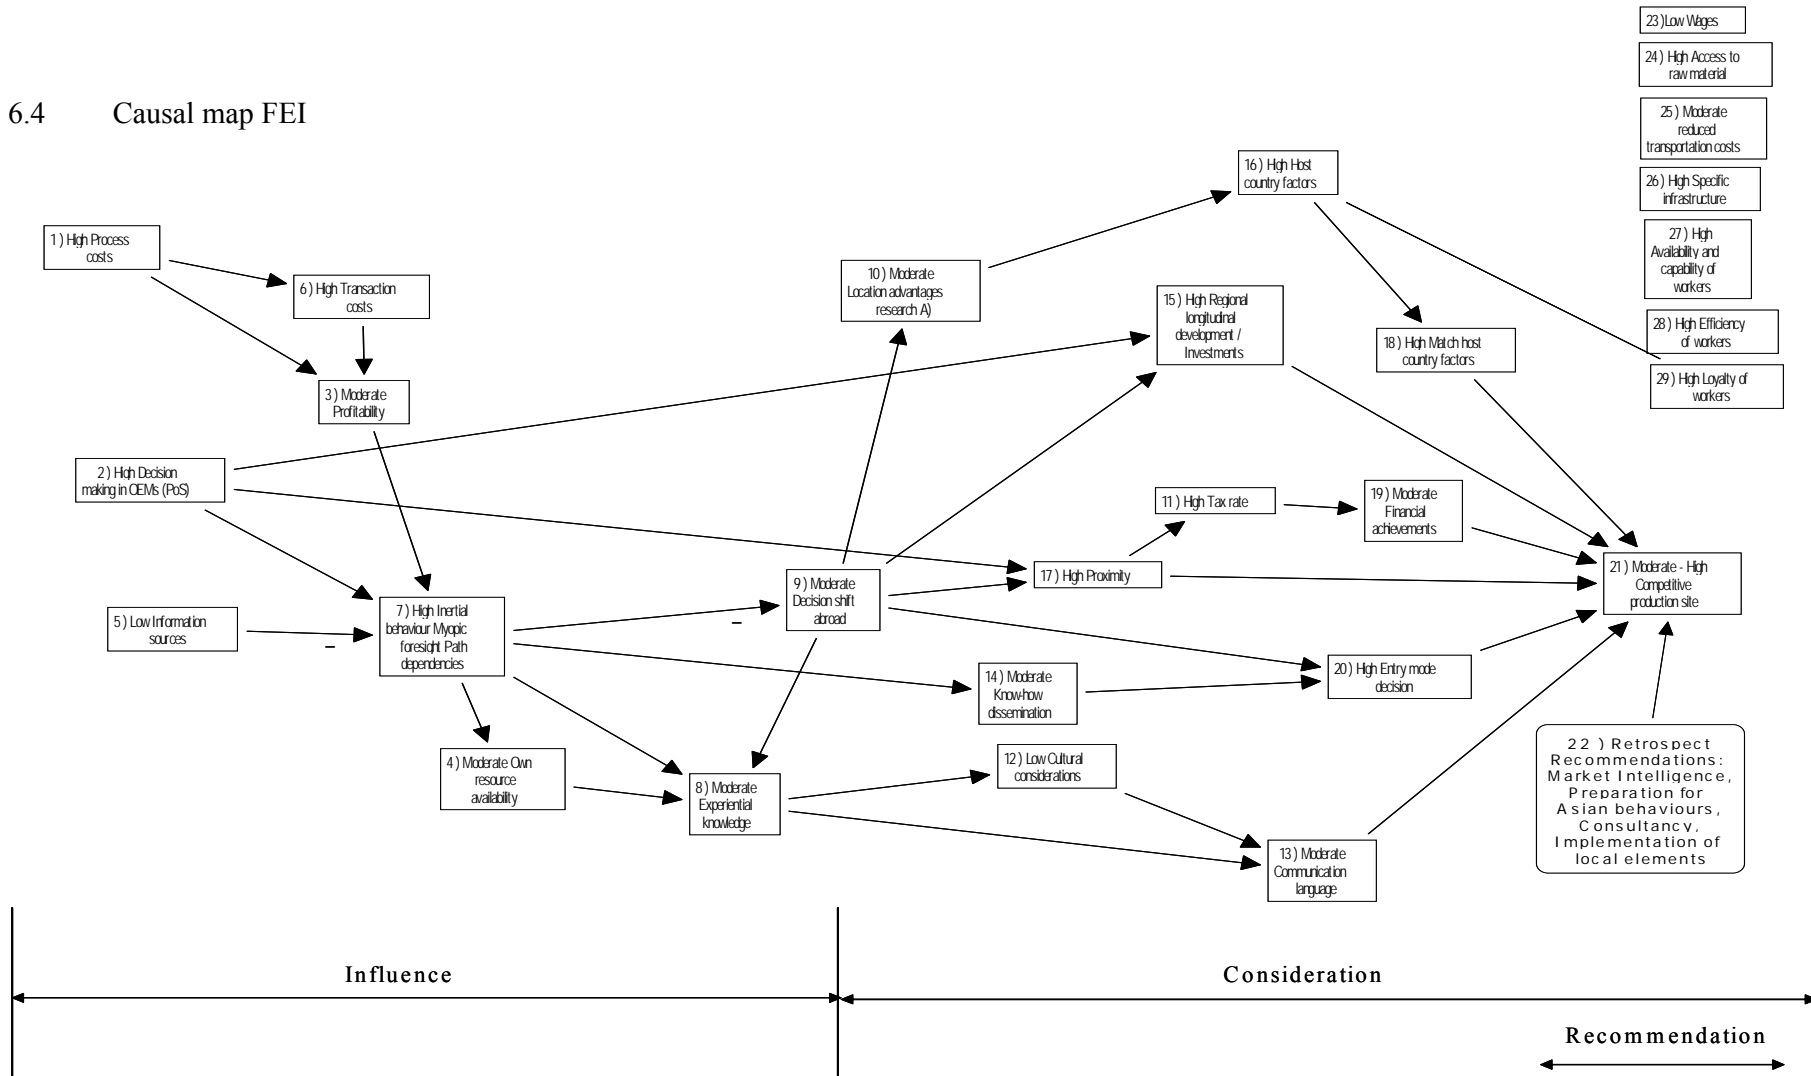 6.4 Causal map FEI
23 ) Low Wages
24 ) High Access to
raw material
25 ) Moderate
reduced
transportation costs
26 ) High Specific
infrastructure
27 ) High
Availability and
capability of
workers
28 ) High Efficiency
of workers
29 ) High Loyalty of
workers
16 ) High Host
country factors
1 ) High Process
costs
6 ) High Transaction
costs
10 ) Moderate
Location advantages
research A)
15 ) High Regional
longitudinal
development /
Investments
18 ) High Match host
country factors
3 ) Moderate
Profitability
2 ) High Decision
making in OEMs (PoS)
11 ) High Tax rate
19 ) Moderate
Financial
achievements
17 ) High Proximity
9 ) Moderate
Decision shift
abroad
21 ) Moderate - High
Competitive
production site
5 ) Low Information
sources
–
7 ) High Inertial
behaviour Myopic
foresight Path
dependencies
–
14 ) Moderate
Know-how
dissemination
20 ) High Entry mode
decision
4 ) Moderate Own
resource
availability
8 ) Moderate
Experiential
knowledge
12 ) Low Cultural
considerations
13 ) Moderate
Communication
language
22 ) Retrospect
Recommendations:
Market Intelligence,
Preparation for
Asian behaviours,
Consultancy,
Implementation of
local elements
Influence
Consideration
Recommendation